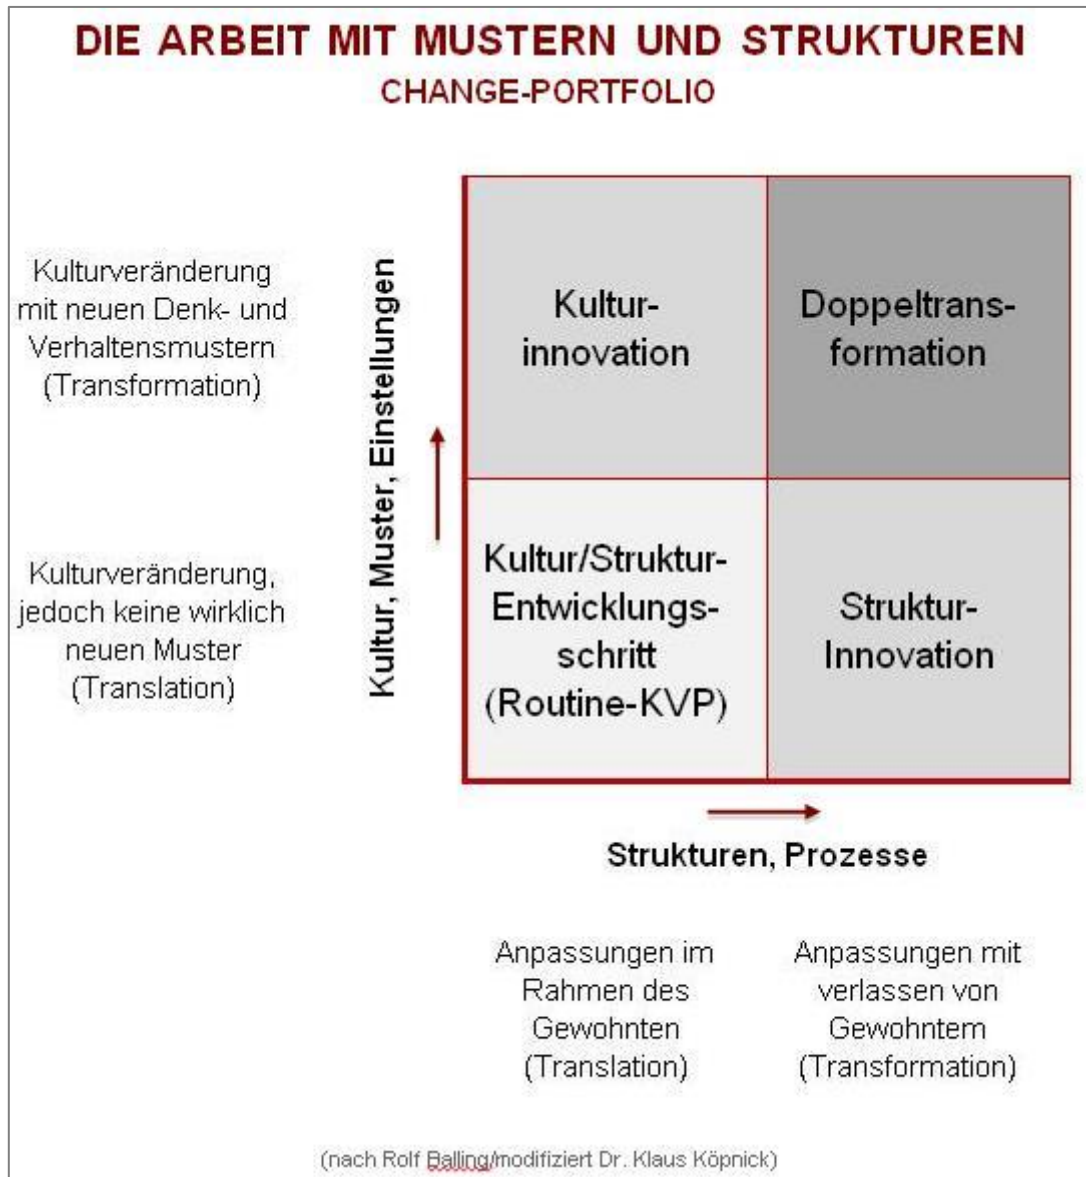 DIE ARBEIT MIT MUSTERN UND STRUKTUREN
CHANGE-PORTFOLIO
Kulturveränderung
mit neuen Denk- und
Verhaltensmustern
(Transformation)
Kulturveränderung,
jedoch keine wirklich
neuen Muster
(Translation)
Kultur, Muster, Einstellungen
Kultur-
innovation
Doppeltrans-
formation
Kultur/Struktur-
Entwicklungs-
schritt
(Routine-KVP)
Struktur-
Innovation
Strukturen, Prozesse
Anpassungen im
Rahmen des
Gewohnten
(Translation)
Anpassungen mit
verlassen von
Gewohntem
(Transformation)
(nach Rolf Balling/modifiziert Dr. Klaus Köpnick)